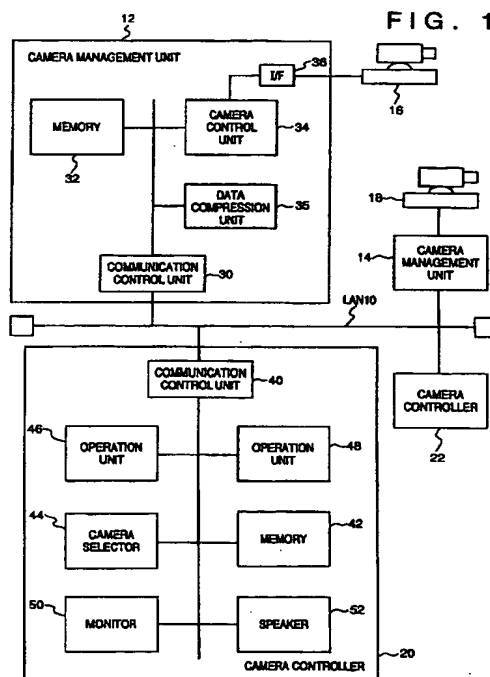 FIG. 1
12
CAMERA MANAGEMENT UNIT
I/F
36
16
MEMORY
32
CAMERA
CONTROL
UNIT
34
DATA
COMPRESSION
UNIT
35
COMMUNICATION
CONTROL UNIT
30
18
14
CAMERA
MANAGEMENT
UNIT
LAN10
COMMUNICATION
CONTROL UNIT
40
CAMERA
CONTROLLER
22
46
OPERATION
UNIT
OPERATION
UNIT
48
44
CAMERA
SELECTOR
MEMORY
42
50
MONITOR
SPEAKER
52
CAMERA CONTROLLER
20